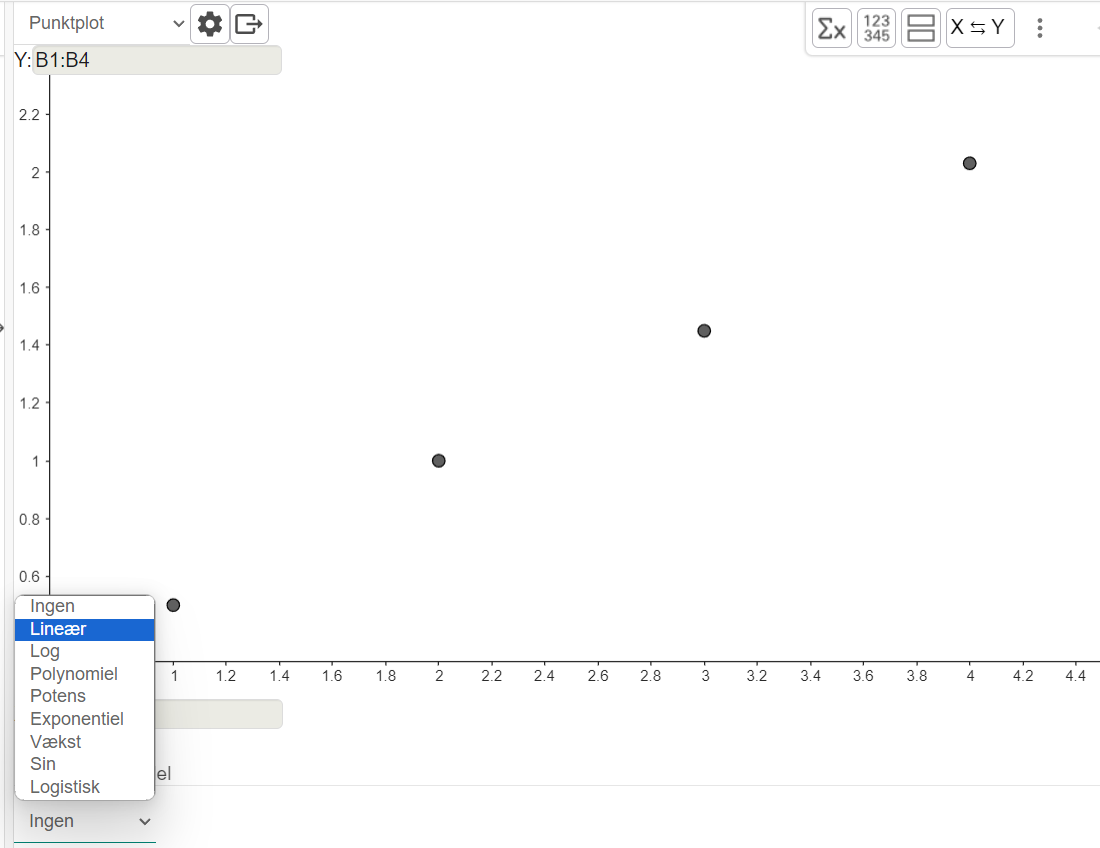 Punktplot
Σx
123
345
X ⇆ Y
Y: B1:B4
2.2
2
1.8
1.6
1.4
1.2
1
0.8
0.6
1 1.2 1.4 1.6 1.8 2 2.2 2.4 2.6 2.8 3 3.2 3.4 3.6 3.8 4 4.2 4.4
Ingen
Lineær
Log
Polynomiel
Potens
Exponentiel
Vækst
Sin
Logistisk
el
Ingen